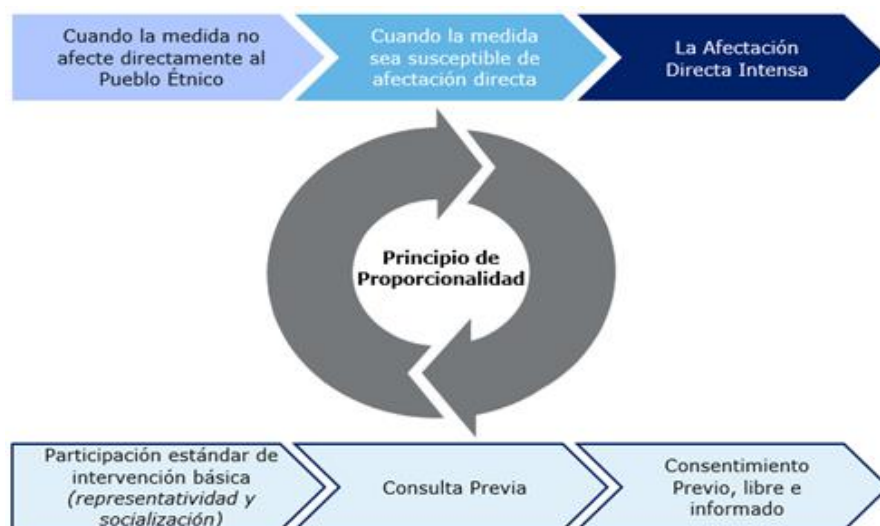 Cuando la medida no
afecte directamente al
Pueblo Étnico
Cuando la medida
sea susceptible de
afectación directa
La Afectación
Directa Intensa
Principio de
Proporcionalidad
Participación estándar de
intervención básica
(representatividad y
socialización)
Consulta Previa
Consentimiento
Previo, libre e
informado